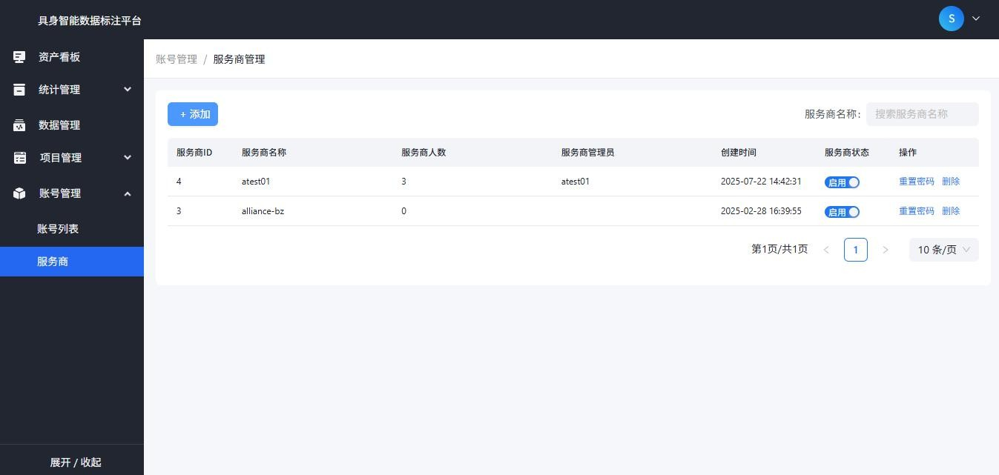 具身智能数据标注平台
S
资产看板
统计管理
数据管理
项目管理
账号管理
账号列表
服务商
展开 / 收起
账号管理 / 服务商管理
+ 添加
服务商名称: 搜索服务商名称
服务商ID 服务商名称 服务商人数 服务商管理员 创建时间 服务商状态 操作
4 atest01 3 atest01 2025-07-22 14:42:31 启用 重置密码 删除
3 alliance-bz 0 2025-02-28 16:39:55 启用 重置密码 删除
第1页/共1页 < 1 > 10 条/页